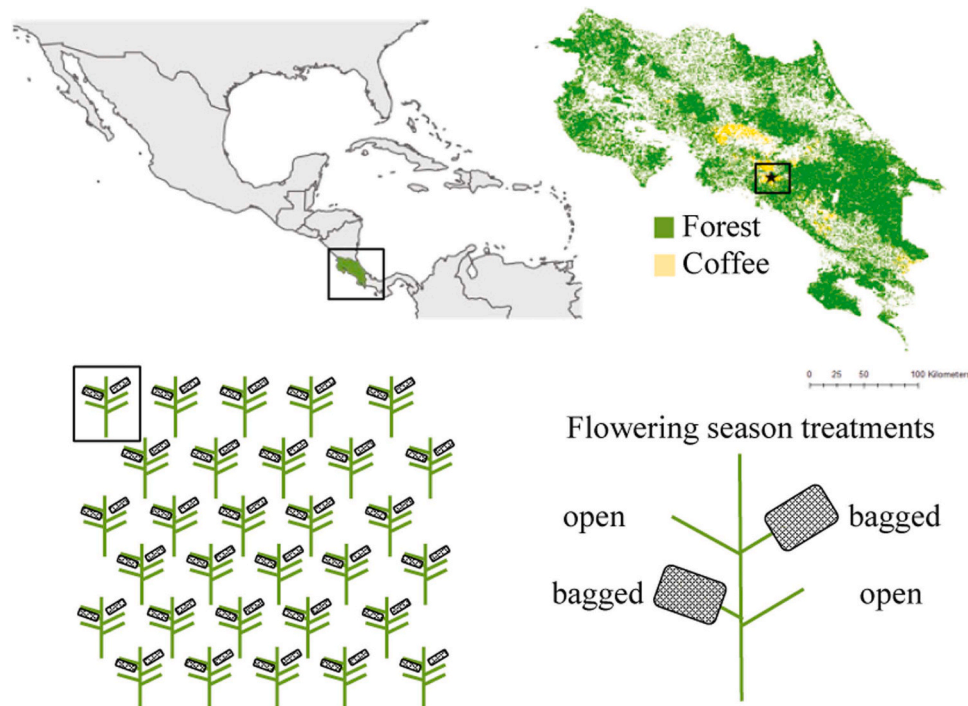 Forest
Coffee
0 25 50 100 Kilometers
Flowering season treatments
open
bagged
bagged
open